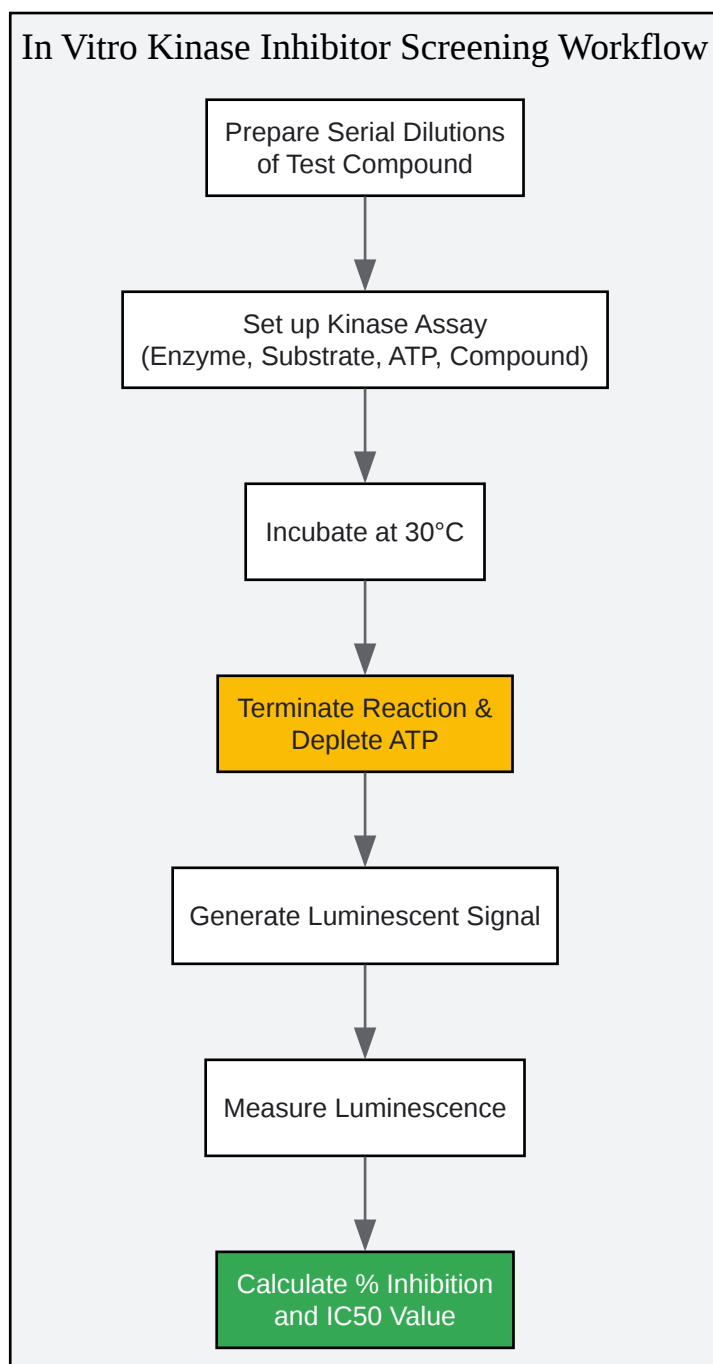 In Vitro Kinase Inhibitor Screening Workflow
Prepare Serial Dilutions
of Test Compound
Set up Kinase Assay
(Enzyme, Substrate, ATP, Compound)
Incubate at 30°C
Terminate Reaction &
Deplete ATP
Generate Luminescent Signal
Measure Luminescence
Calculate % Inhibition
and IC50 Value